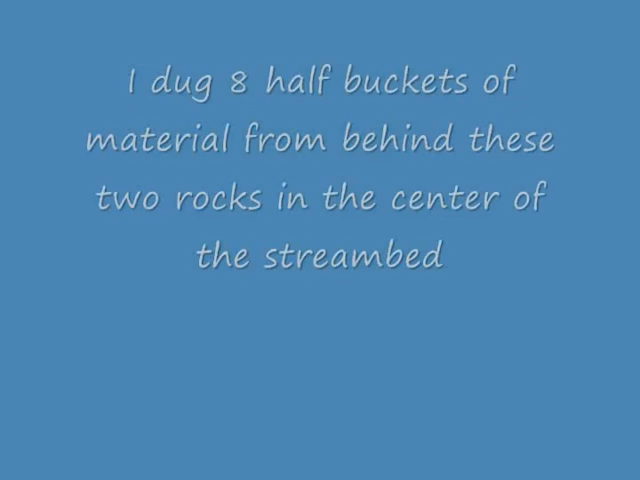 I dug 8 half buckets of
material from behind these
two rocks in the center of
the streambed